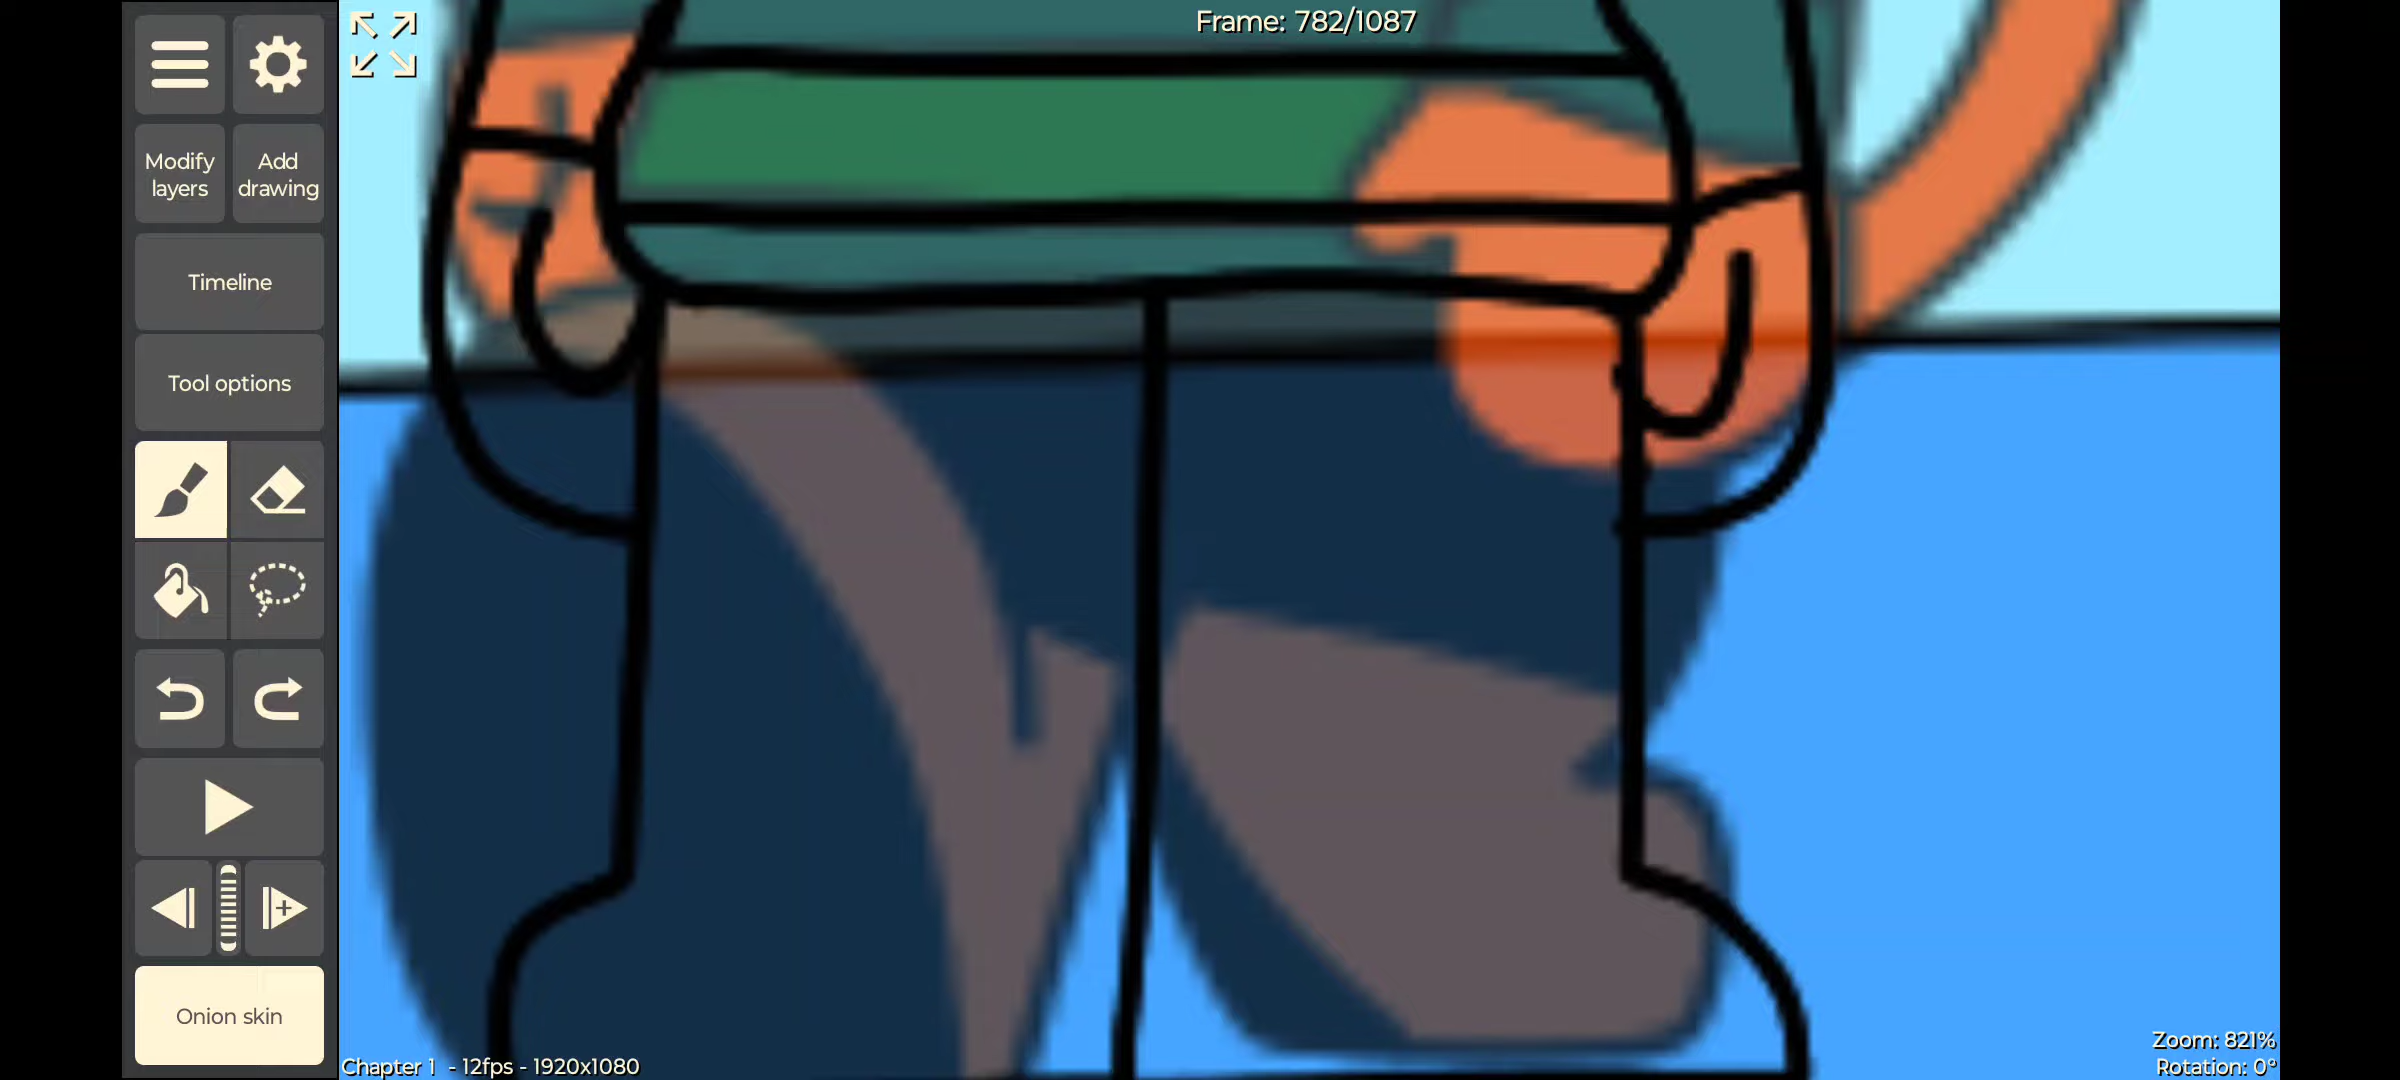 Frame: 782/1087
Modify layers
Add drawing
Timeline
Tool options
Onion skin
Chapter 1 - 12fps - 1920x1080
Zoom: 821%
Rotation: 0°